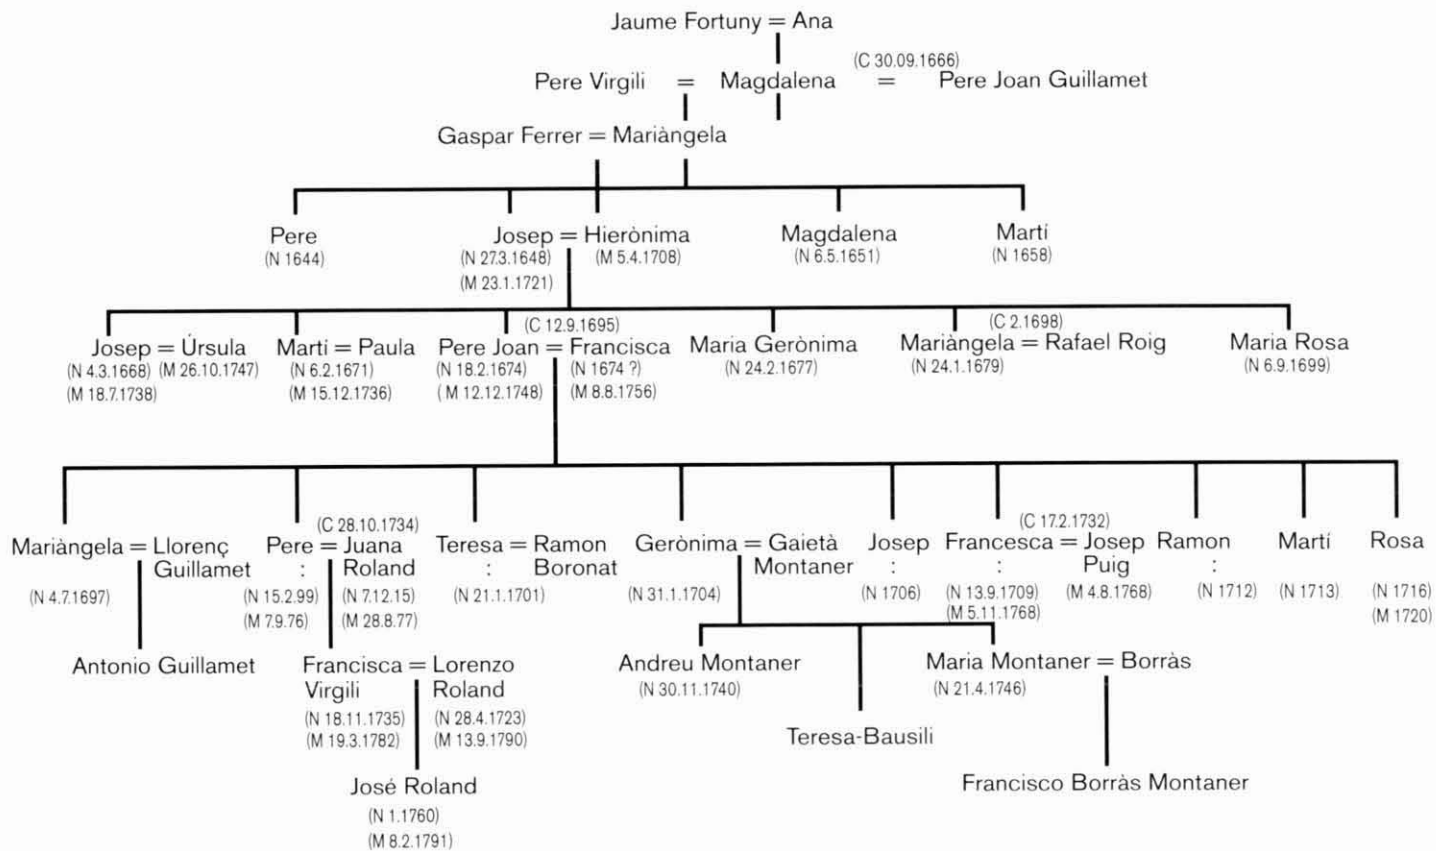 Jaume Fortuny = Ana
(C 30.09.1666)
Pere Virgili = Magdalena = Pere Joan Guillamet
Gaspar Ferrer = Mariàngela
Pere Josep = Hierònima Magdalena Martí
(N 1644) (N 27.3.1648) (M 5.4.1708) (N 6.5.1651) (N 1658)
(M 23.1.1721)
(C 12.9.1695) (C 2.1698)
Josep = Úrsula Martí = Paula Pere Joan = Francisca Maria Gerònima Mariàngela = Rafael Roig Maria Rosa
(N 4.3.1668) (M 26.10.1747) (N 6.2.1671) (N 18.2.1674) (N 1674 ?) (N 24.2.1677) (N 24.1.1679) (N 6.9.1699)
(M 18.7.1738) (M 15.12.1736) ( M 12.12.1748) (M 8.8.1756)
(C 28.10.1734) (C 17.2.1732)
Mariàngela = Llorenç Pere = Juana Teresa = Ramon Gerònima = Gaietà Josep Francesca = Josep Ramon Martí Rosa
Guillamet : Roland : Boronat Montaner : : Puig :
(N 4.7.1697) (N 15.2.99) (N 7.12.15) (N 21.1.1701) (N 31.1.1704) (N 1706) (N 13.9.1709) (M 4.8.1768) (N 1712) (N 1713) (N 1716)
(M 7.9.76) (M 28.8.77) (M 5.11.1768) (M 1720)
Antonio Guillamet Francisca = Lorenzo Andreu Montaner Maria Montaner = Borràs
Virgili Roland (N 30.11.1740) (N 21.4.1746)
(N 18.11.1735) (N 28.4.1723)
(M 19.3.1782) (M 13.9.1790) Teresa-Bausili
José Roland Francisco Borràs Montaner
(N 1.1760)
(M 8.2.1791)